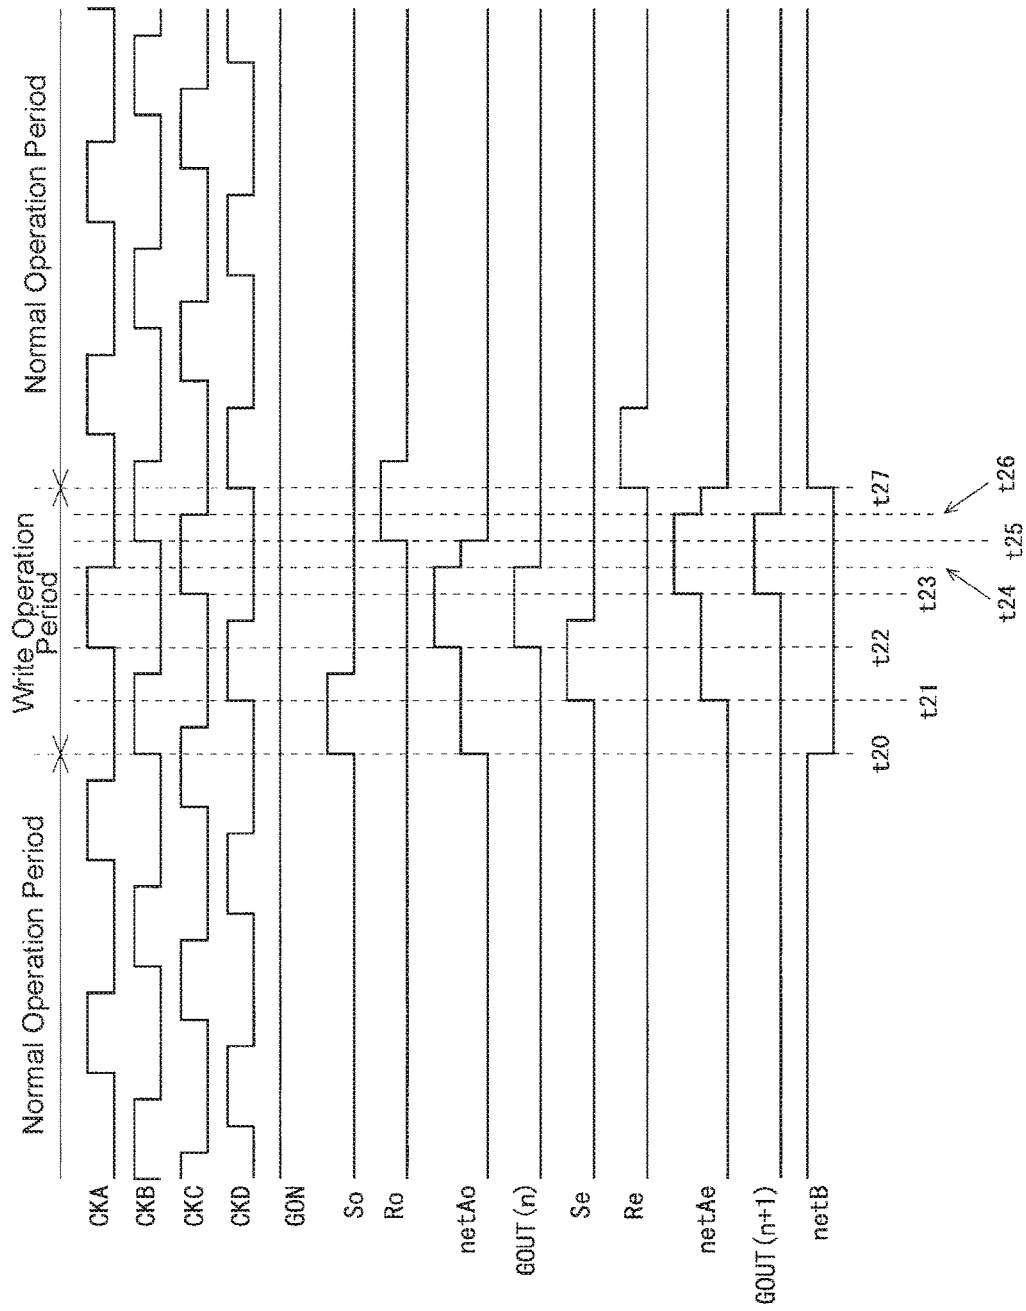 Normal Operation Period
Write Operation
Period
Normal Operation Period
CKA
CKB
CKC
CKD
GON
So
Ro
netAo
GOUT(n)
Se
Re
netAe
GOUT(n+1)
netB
t20
t21
t22
t23
t24
t25
t26
t27